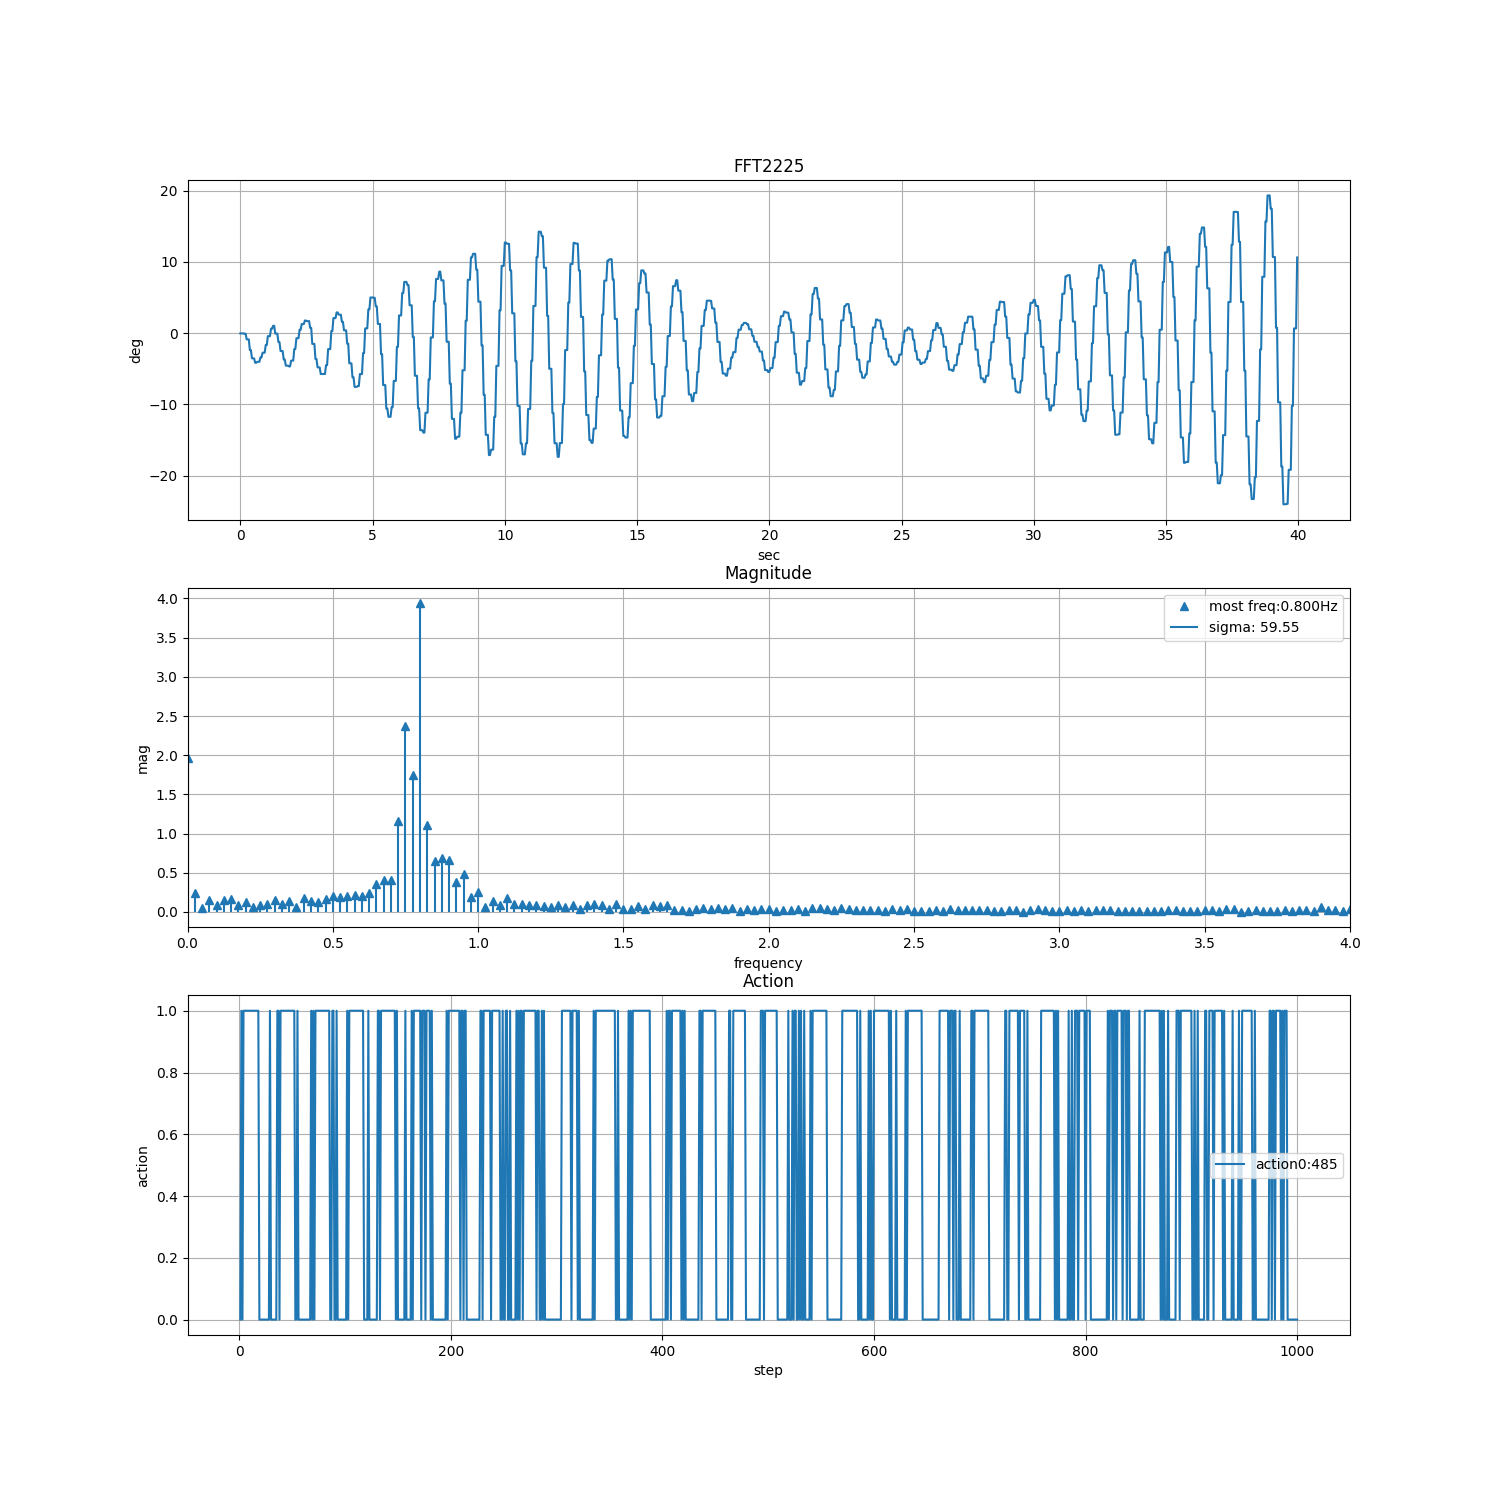 FFT2225
20
10
0
−10
−20
deg
0 5 10 15 20 25 30 35 40
sec
Magnitude
4.0
3.5
3.0
2.5
2.0
1.5
1.0
0.5
0.0
mag
most freq:0.800Hz
sigma: 59.55
0.0 0.5 1.0 1.5 2.0 2.5 3.0 3.5 4.0
frequency
Action
1.0
0.8
0.6
0.4
0.2
0.0
action
action0:485
0 200 400 600 800 1000
step